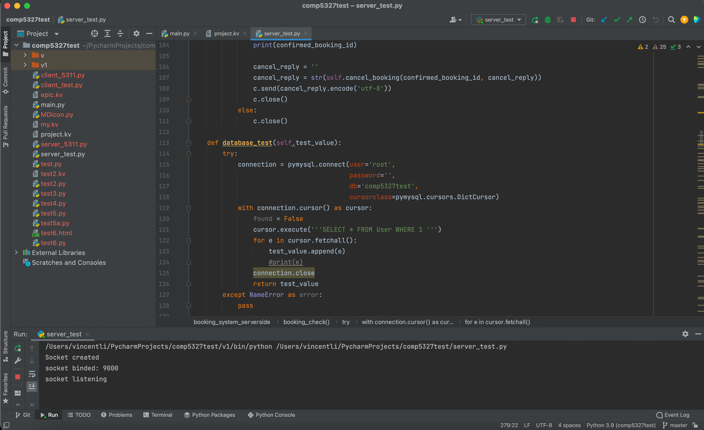 comp5327test – server_test.py
comp5327test
server_test.py
server_test
Git:
Project
main.py
project.kv
server_test.py
Project
Commit
Pull Requests
Structure
Favorites
comp5327test ~/PycharmProjects/com
v
v1
client_5311.py
client_test.py
epic.kv
main.py
MDicon.py
my.kv
project.kv
server_5311.py
server_test.py
test.py
test2.kv
test2.py
test3.py
test4.py
test5.py
test5a.py
test6.html
test6.py
External Libraries
Scratches and Consoles
2 25 3
104 print(confirmed_booking_id)
105
106 cancel_reply = ''
107 cancel_reply = str(self.cancel_booking(confirmed_booking_id, cancel_reply))
108 c.send(cancel_reply.encode('utf-8'))
109 c.close()
110 else:
111 c.close()
112
113 def database_test(self,test_value):
114 try:
115 connection = pymysql.connect(user='root',
116 password='',
117 db='comp5327test',
118 cursorclass=pymysql.cursors.DictCursor)
119 with connection.cursor() as cursor:
120 found = False
121 cursor.execute('''SELECT * FROM User WHERE 1 ''')
122 for e in cursor.fetchall():
123 test_value.append(e)
124 #print(e)
125 connection.close
126 return test_value
127 except NameError as error:
128 pass
booking_system_serverside
booking_check()
try
with connection.cursor() as cur...
for e in cursor.fetchall()
Run:
server_test
/Users/vincentli/PycharmProjects/comp5327test/v1/bin/python /Users/vincentli/PycharmProjects/comp5327test/server_test.py
Socket created
socket binded: 9000
socket listening
Git
Run
TODO
Problems
Terminal
Python Packages
Python Console
Event Log
279:22 LF UTF-8 4 spaces Python 3.9 (comp5327test) master